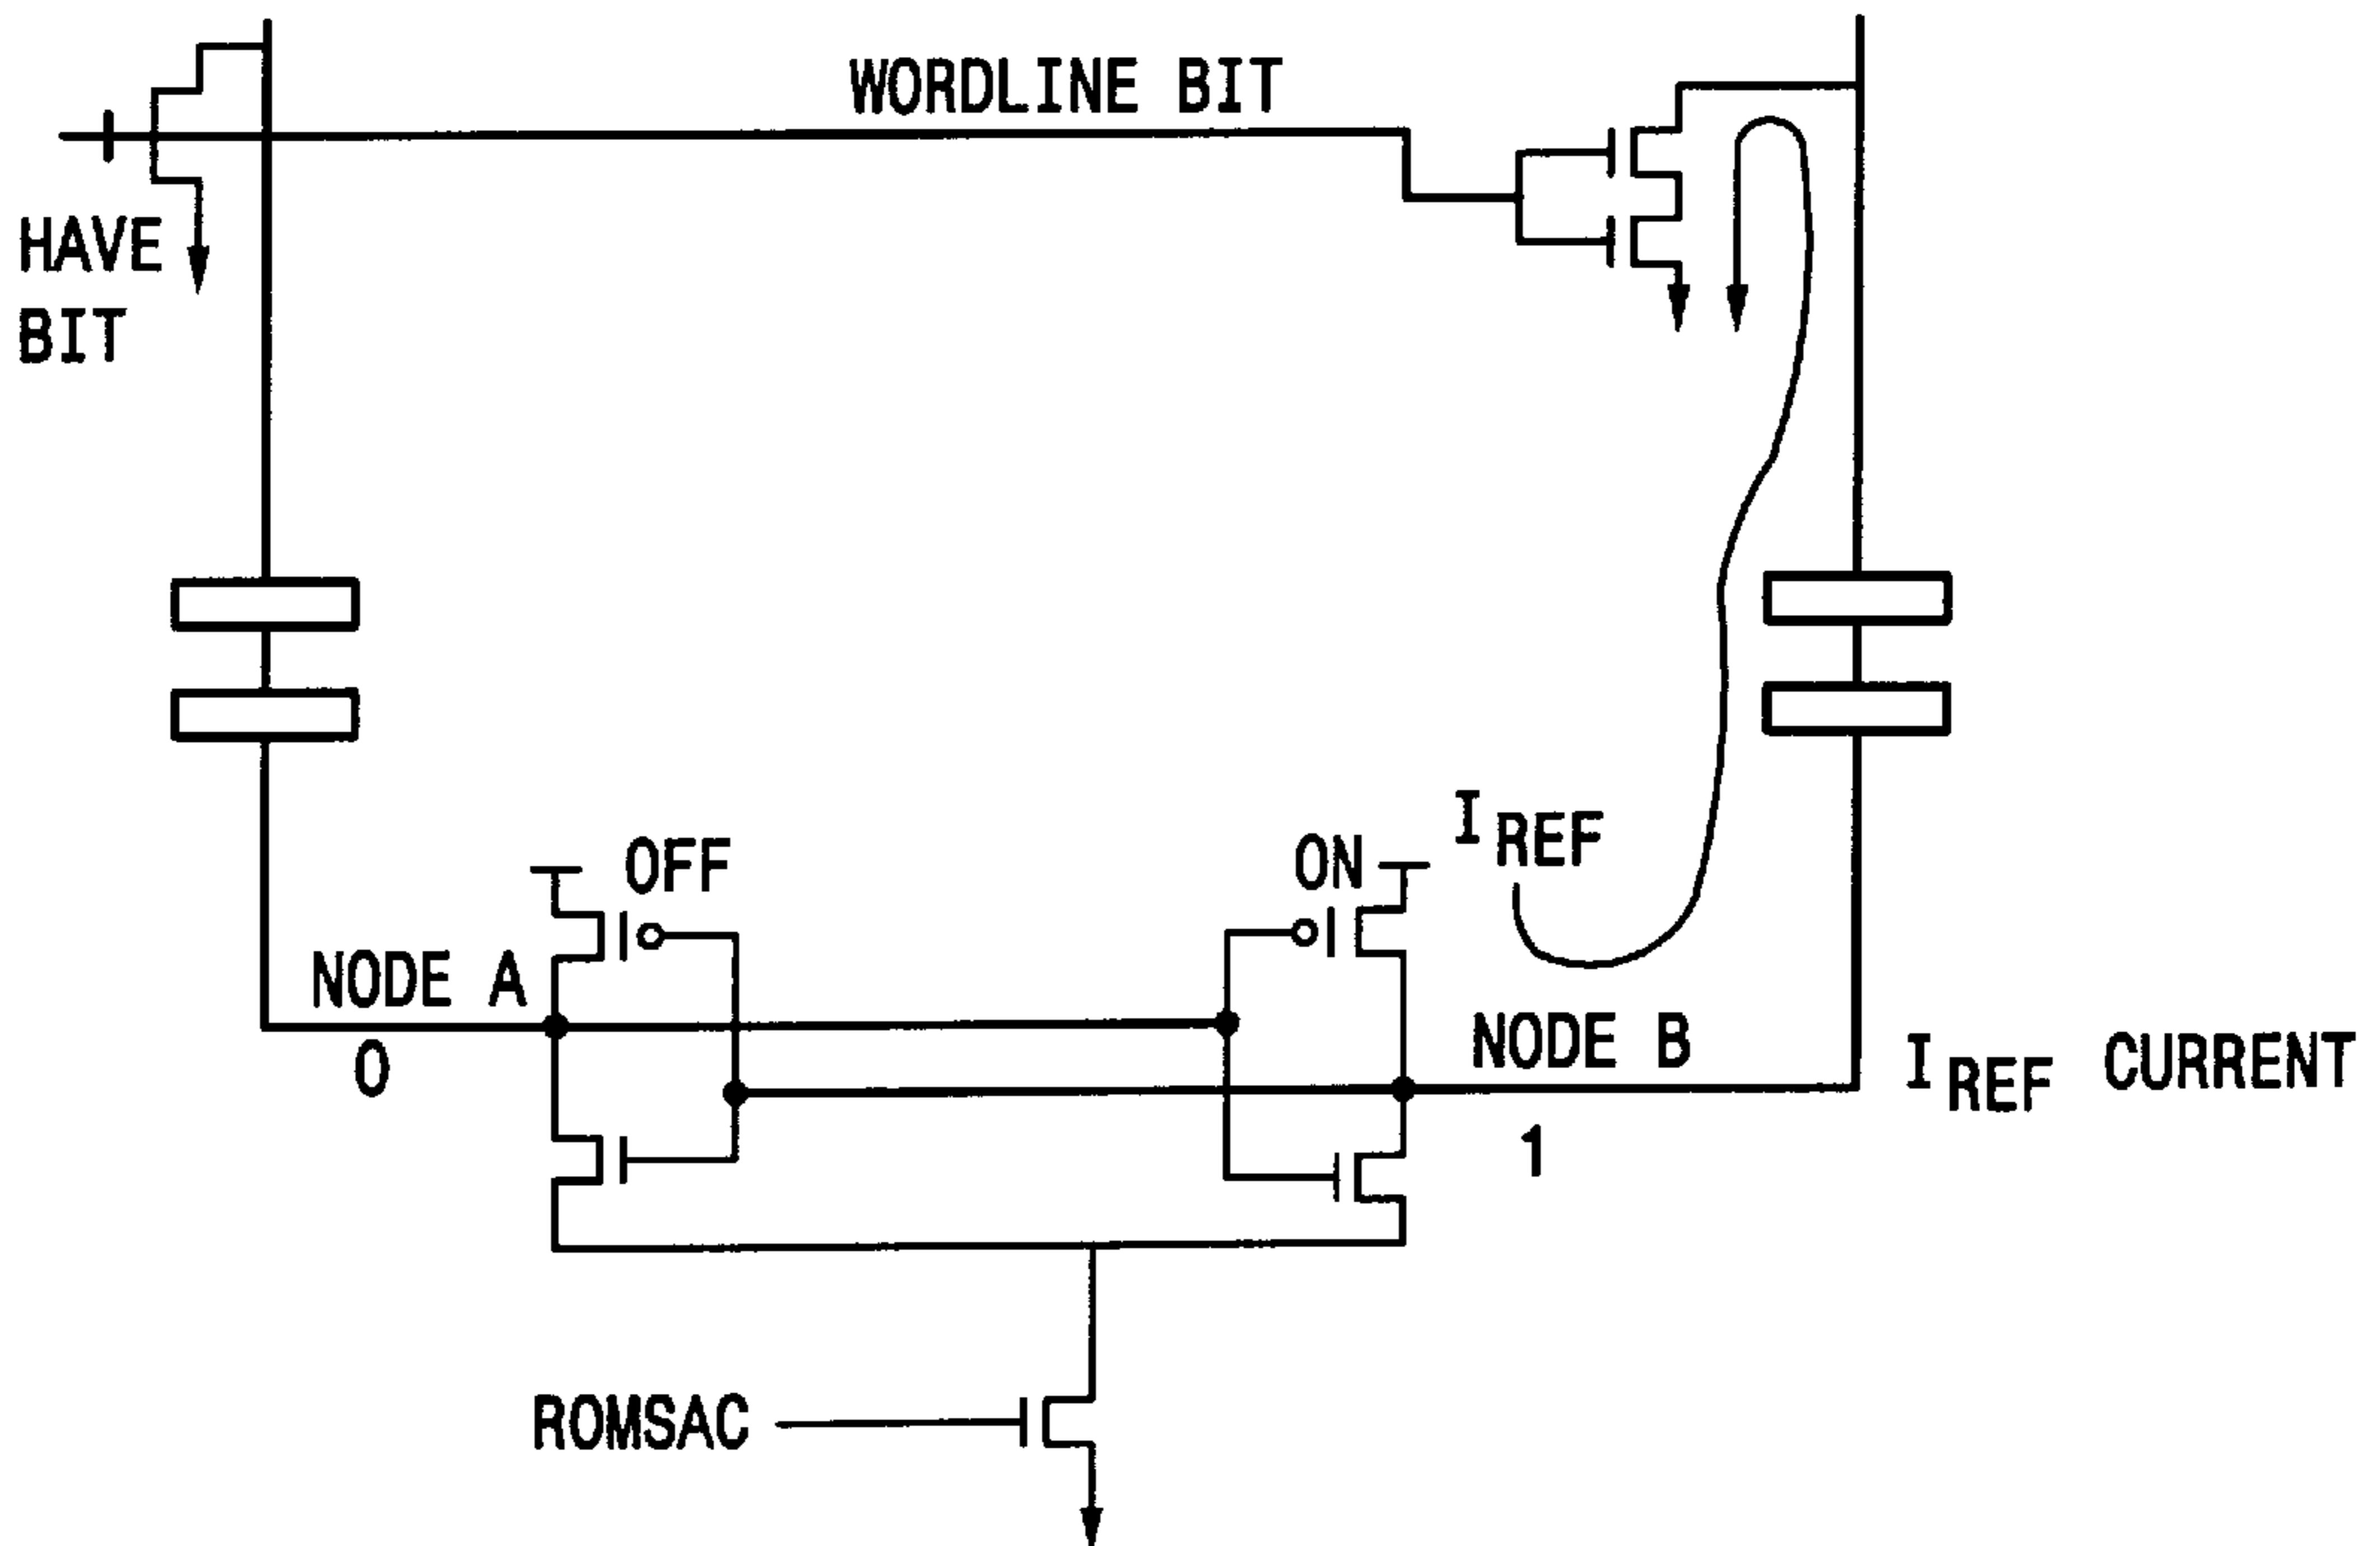 WORDLINE BIT
HAVE
BIT
OFF
ON
I REF
NODE A
0
NODE B
1
I REF CURRENT
ROMSAC